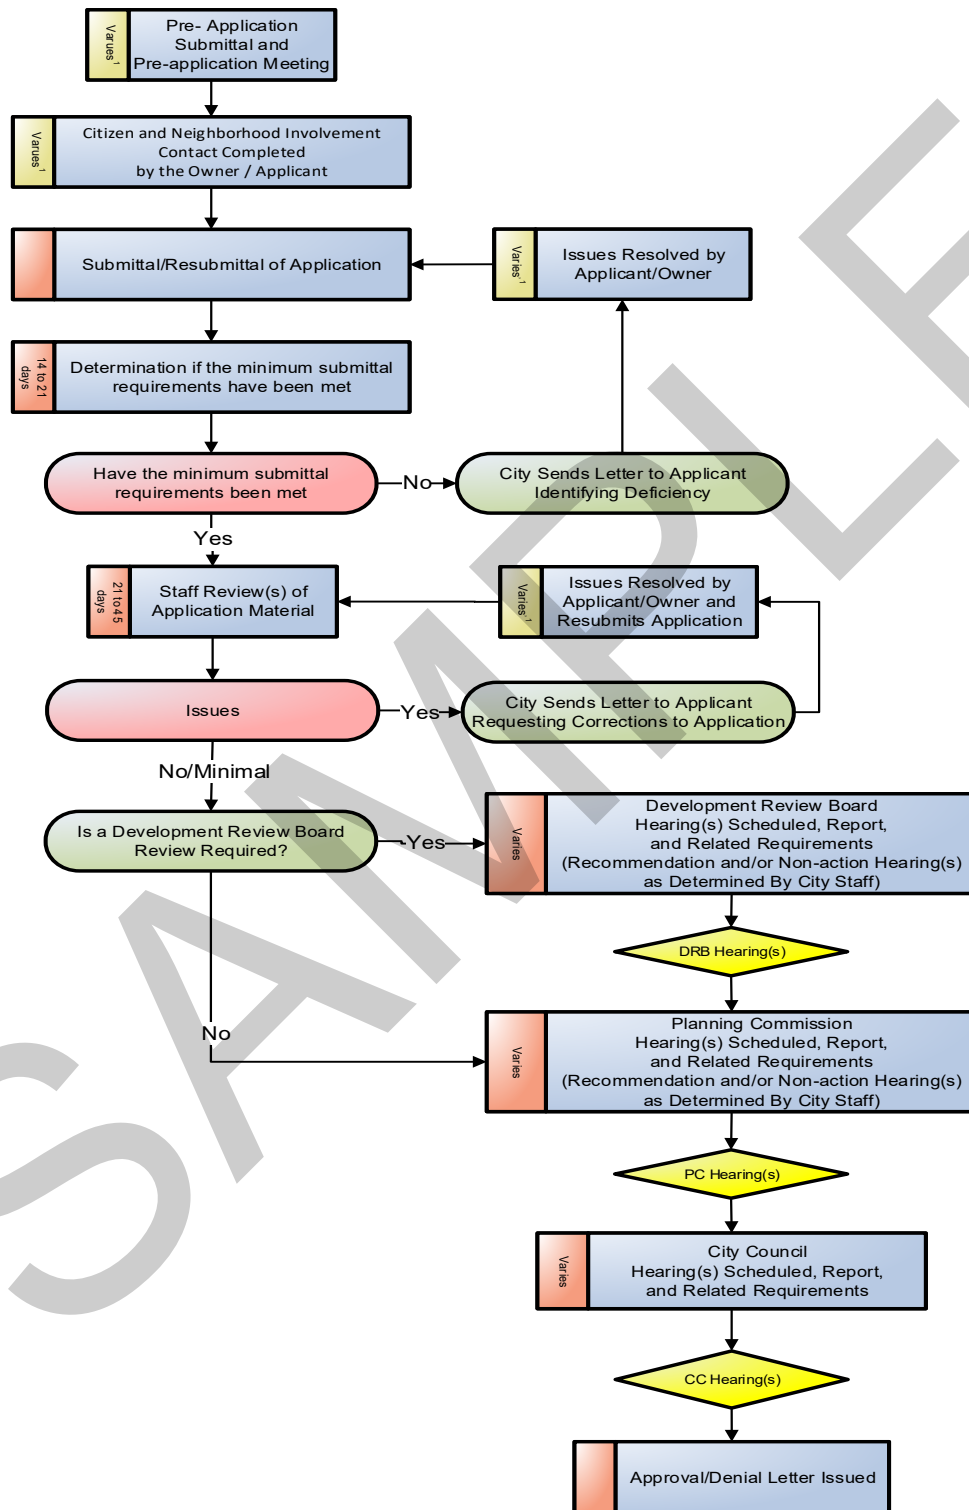 Varues¹
Pre- Application
Submittal and
Pre-application Meeting
Varues¹
Citizen and Neighborhood Involvement
Contact Completed
by the Owner / Applicant
Submittal/Resubmittal of Application
Varies¹
Issues Resolved by
Applicant/Owner
14 to 21
days
Determination if the minimum submittal
requirements have been met
Have the minimum submittal
requirements been met
No
City Sends Letter to Applicant
Identifying Deficiency
Yes
21 to 45
days
Staff Review(s) of
Application Material
Varies¹
Issues Resolved by
Applicant/Owner and
Resubmits Application
Issues
Yes
City Sends Letter to Applicant
Requesting Corrections to Application
No/Minimal
Is a Development Review Board
Review Required?
Yes
Varies
Development Review Board
Hearing(s) Scheduled, Report,
and Related Requirements
(Recommendation and/or Non-action Hearing(s)
as Determined By City Staff)
DRB Hearing(s)
No
Varies
Planning Commission
Hearing(s) Scheduled, Report,
and Related Requirements
(Recommendation and/or Non-action Hearing(s)
as Determined By City Staff)
PC Hearing(s)
Varies
City Council
Hearing(s) Scheduled, Report,
and Related Requirements
CC Hearing(s)
Approval/Denial Letter Issued
SAMPLE